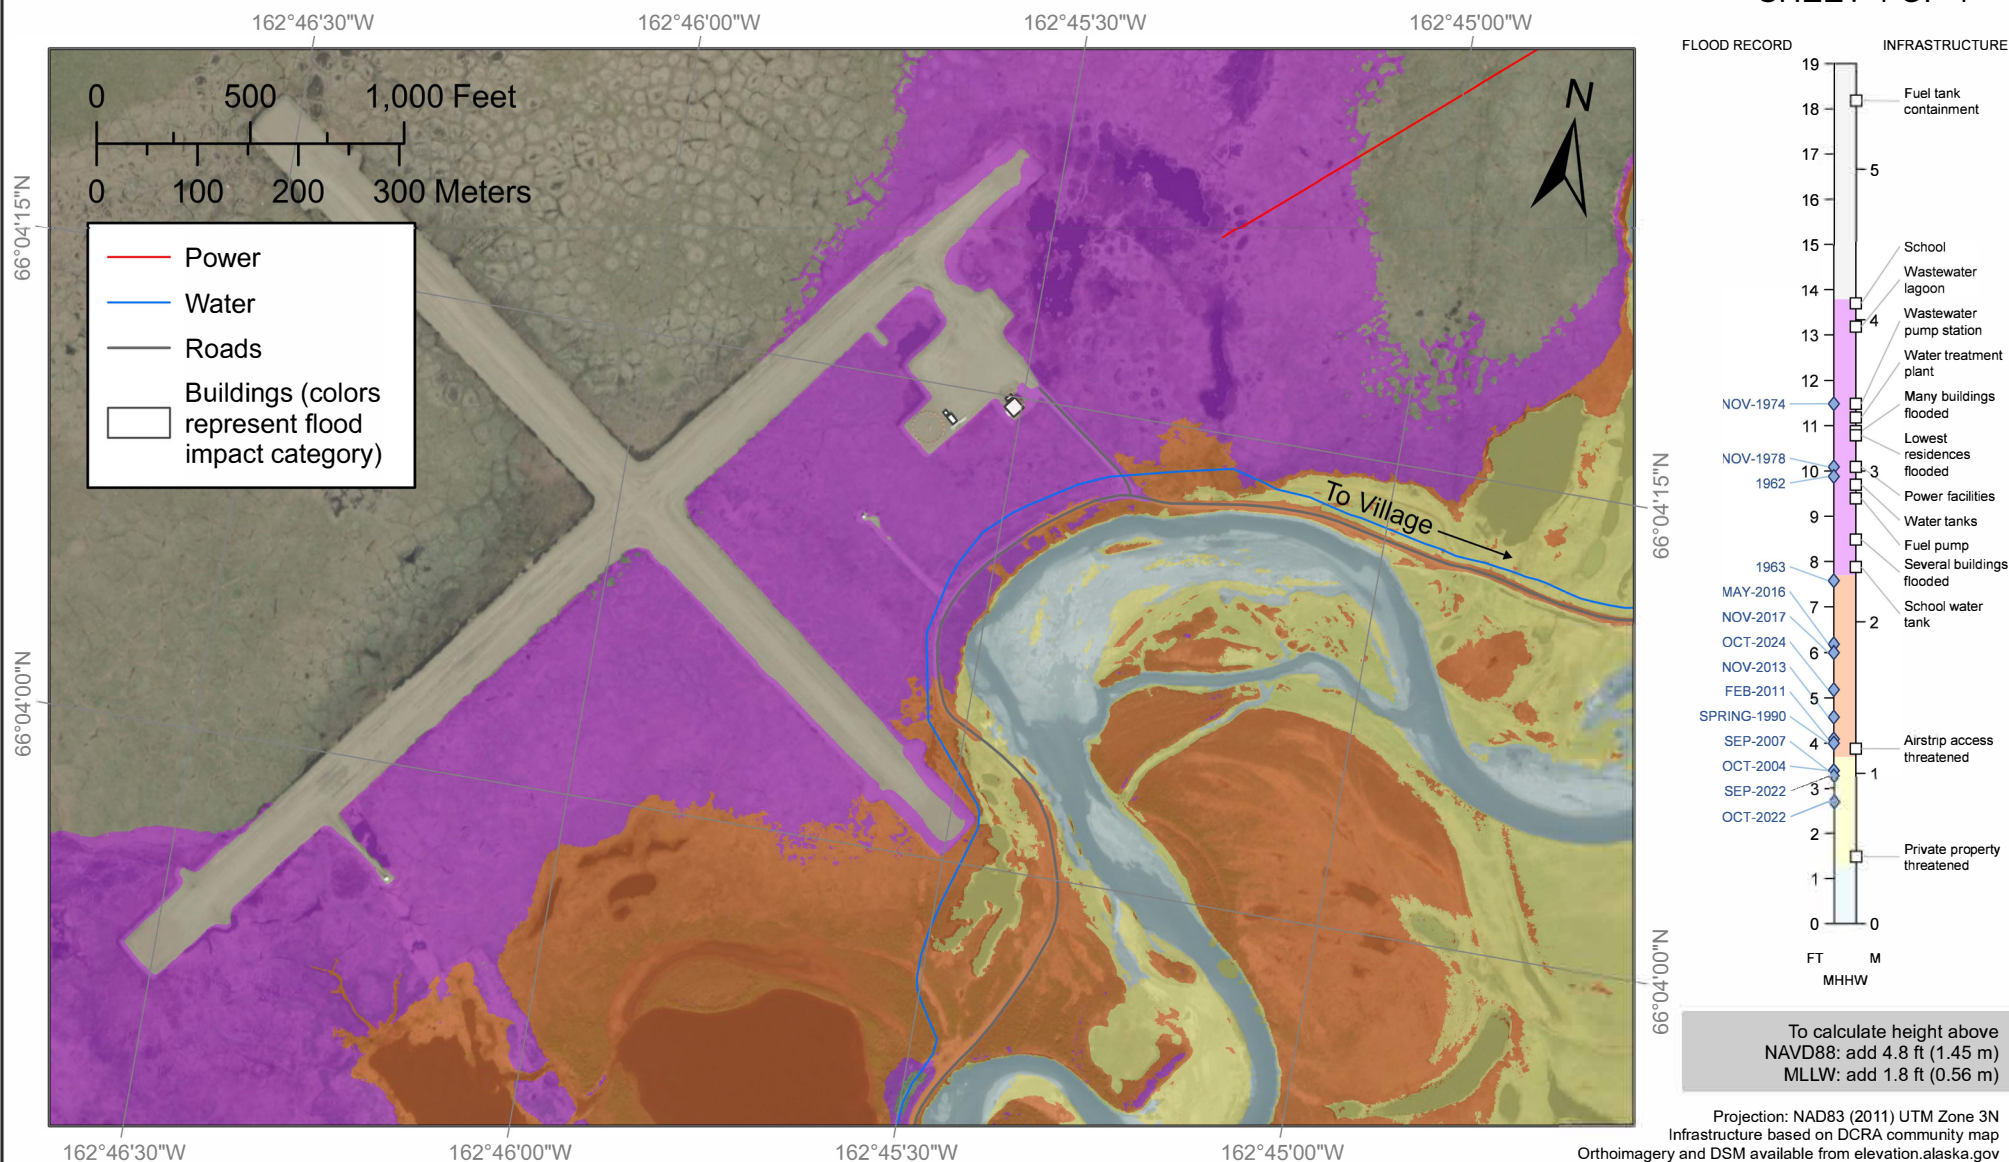 162°46'30"W
162°46'00"W
162°45'30"W
162°45'00"W
0
500
1,000 Feet
0
100
200
300 Meters
N
Power
Water
Roads
Buildings (colors
represent flood
impact category)
To Village
66°04'15"N
66°04'00"N
66°04'15"N
66°04'00"N
162°46'30"W
162°46'00"W
162°45'30"W
162°45'00"W
FLOOD RECORD
INFRASTRUCTURE
19
18
17
16
15
14
13
12
11
10
9
8
7
6
5
4
3
2
1
0
5
4
3
2
1
0
NOV-1974
NOV-1978
1962
1963
MAY-2016
NOV-2017
OCT-2024
NOV-2013
FEB-2011
SPRING-1990
SEP-2007
OCT-2004
SEP-2022
OCT-2022
Fuel tank
containment
School
Wastewater
lagoon
Wastewater
pump station
Water treatment
plant
Many buildings
flooded
Lowest
residences
flooded
Power facilities
Water tanks
Fuel pump
Several buildings
flooded
School water
tank
Airstrip access
threatened
Private property
threatened
FT
M
MHHW
To calculate height above
NAVD88: add 4.8 ft (1.45 m)
MLLW: add 1.8 ft (0.56 m)
Projection: NAD83 (2011) UTM Zone 3N
Infrastructure based on DCRA community map
Orthoimagery and DSM available from elevation.alaska.gov